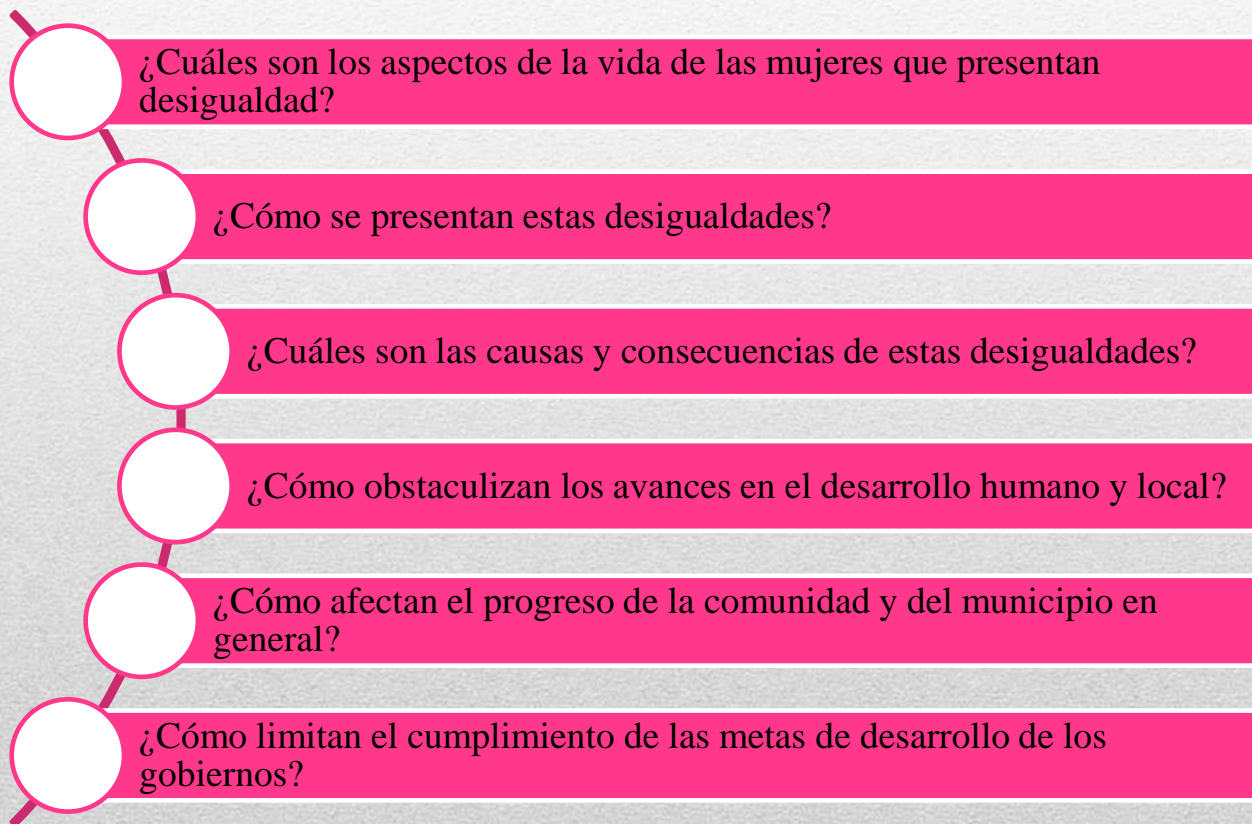 ¿Cuáles son los aspectos de la vida de las mujeres que presentan
desigualdad?
¿Cómo se presentan estas desigualdades?
¿Cuáles son las causas y consecuencias de estas desigualdades?
¿Cómo obstaculizan los avances en el desarrollo humano y local?
¿Cómo afectan el progreso de la comunidad y del municipio en
general?
¿Cómo limitan el cumplimiento de las metas de desarrollo de los
gobiernos?